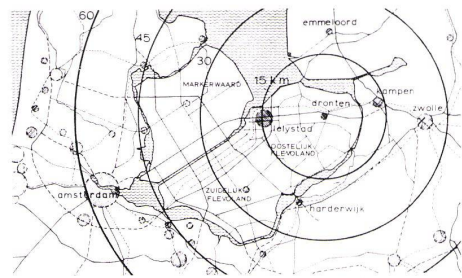 60
emmeloord
45
30
15 km
MARKERWAARD
kampen
dronten
zwolle
lelystad
OOSTELIJK
FLEVOLAND
amsterdam
ZUIDELIJK
FLEVOLAND
harderwijk